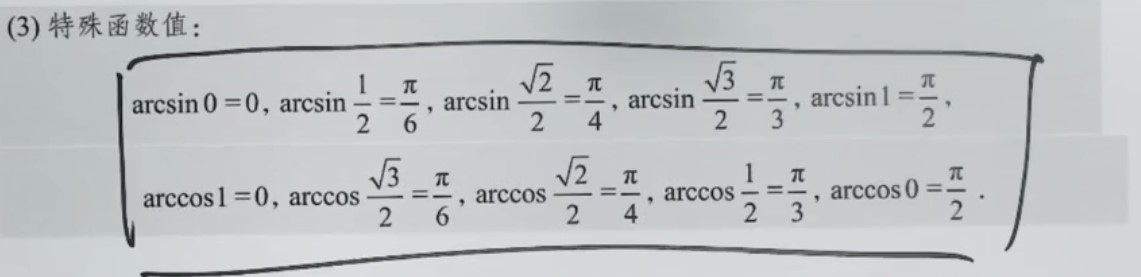 (3) 特殊函数值：
arcsin 0 = 0, arcsin 1/2 = π/6, arcsin √2/2 = π/4, arcsin √3/2 = π/3, arcsin 1 = π/2,
arccos 1 = 0, arccos √3/2 = π/6, arccos √2/2 = π/4, arccos 1/2 = π/3, arccos 0 = π/2 .